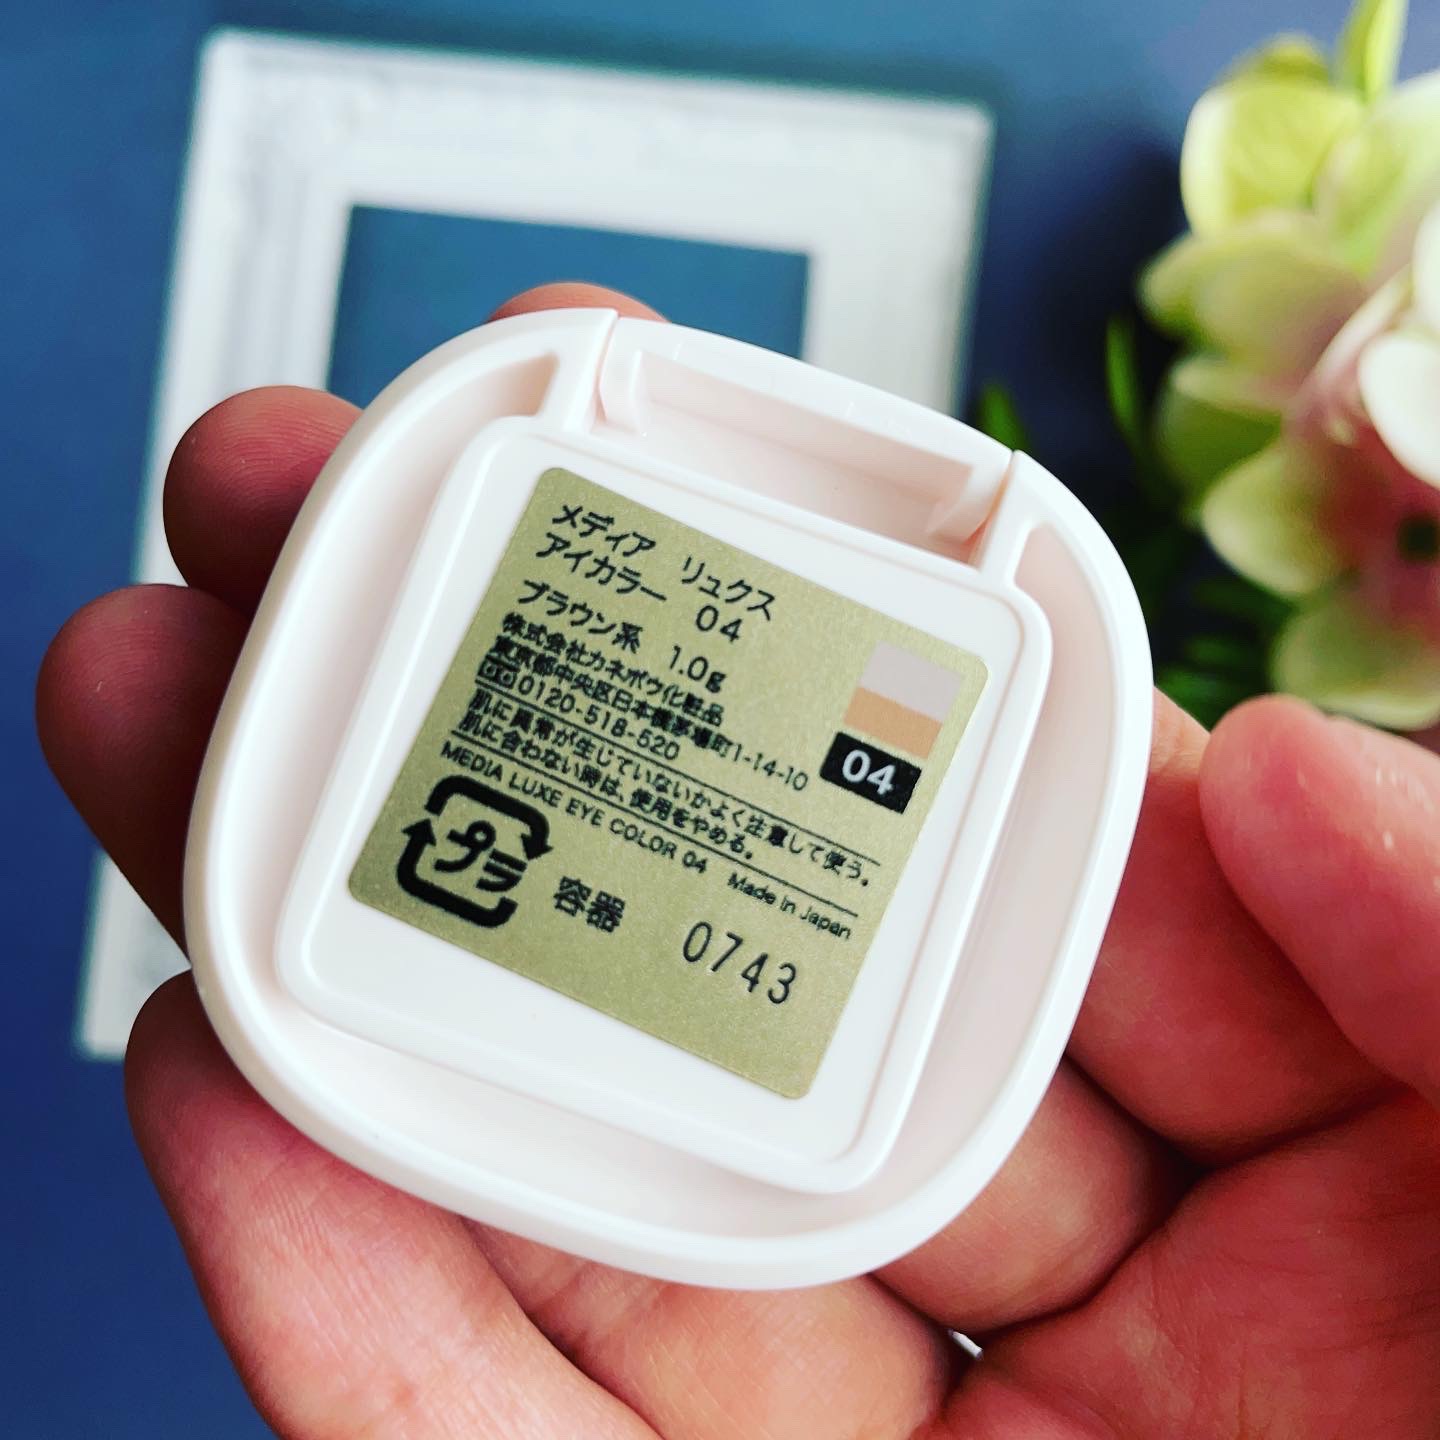 メディア リュクス
アイカラー 04
ブラウン系 1.0g
株式会社カネボウ化粧品
東京都中央区日本橋茅場町1-14-10
0120-518-520
肌に異常が生じていないかよく注意して使う。
肌に合わない時は、使用をやめる。
MEDIA LUXE EYE COLOR 04 Made in Japan
04
プラ
容器
0743